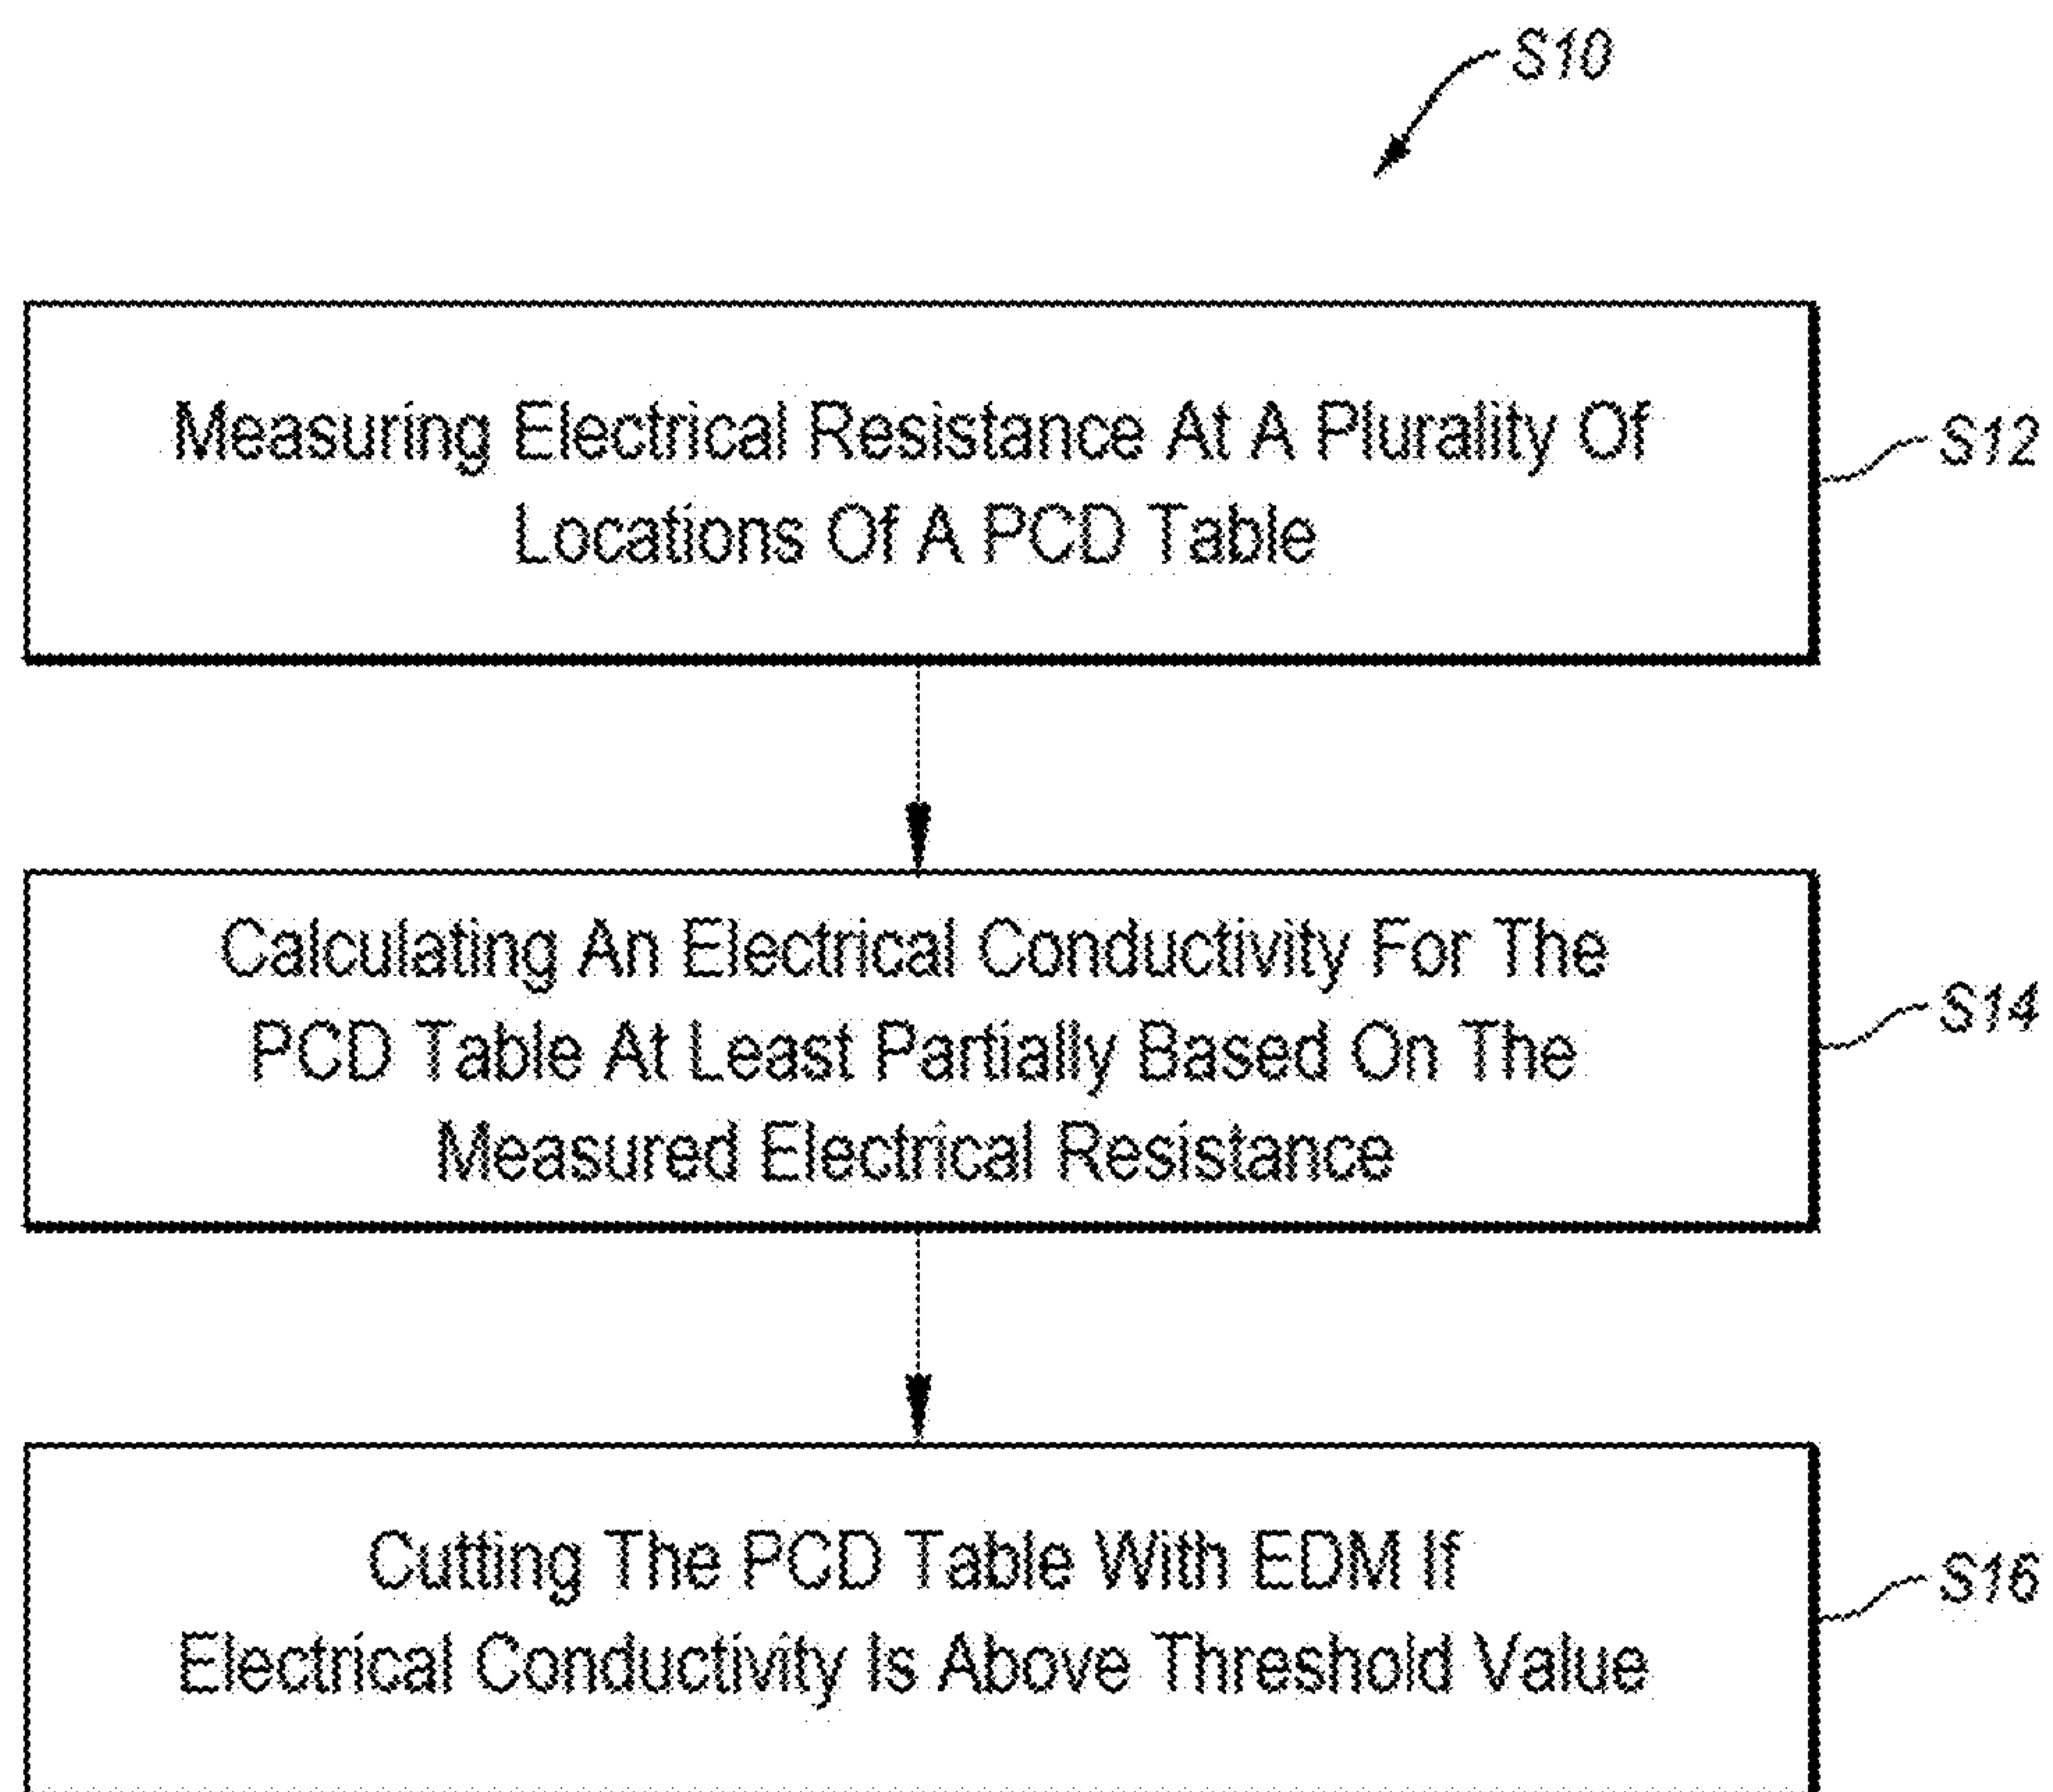 S10
Measuring Electrical Resistance At A Plurality Of
Locations Of A PCD Table
S12
Calculating An Electrical Conductivity For The
PCD Table At Least Partially Based On The
Measured Electrical Resistance
S14
Cutting The PCD Table With EDM If
Electrical Conductivity Is Above Threshold Value
S16